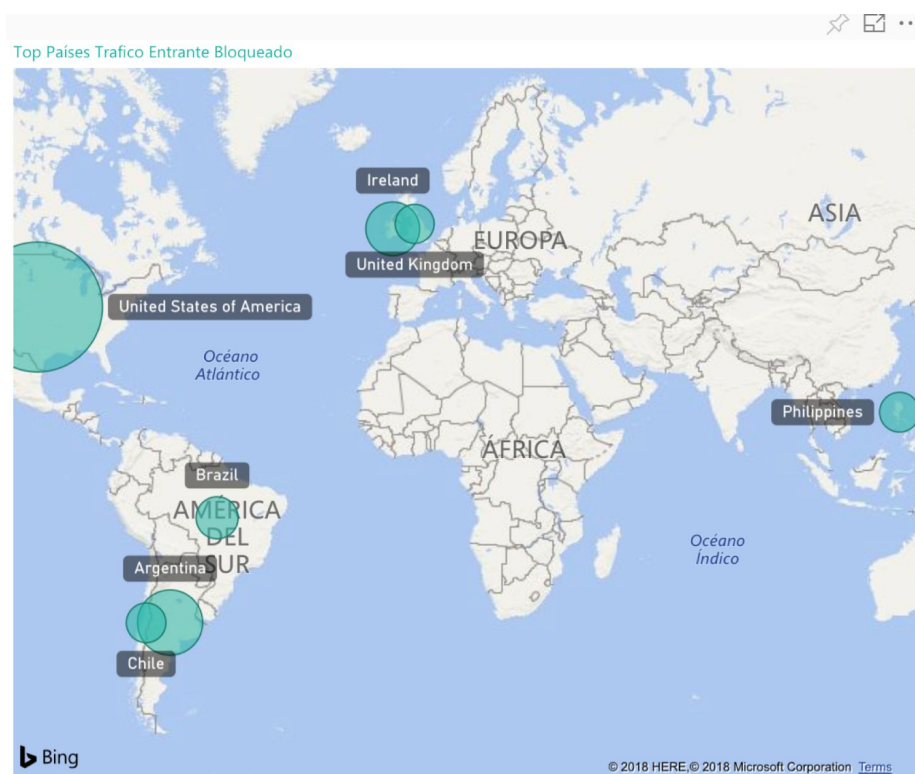 Top Países Trafico Entrante Bloqueado
Ireland
ASIA
EUROPA
United Kingdom
United States of America
Océano
Atlántico
Philippines
ÁFRICA
Brazil
AMÉRICA
DEL
SUR
Océano
Índico
Argentina
Chile
Bing
© 2018 HERE,© 2018 Microsoft Corporation Terms